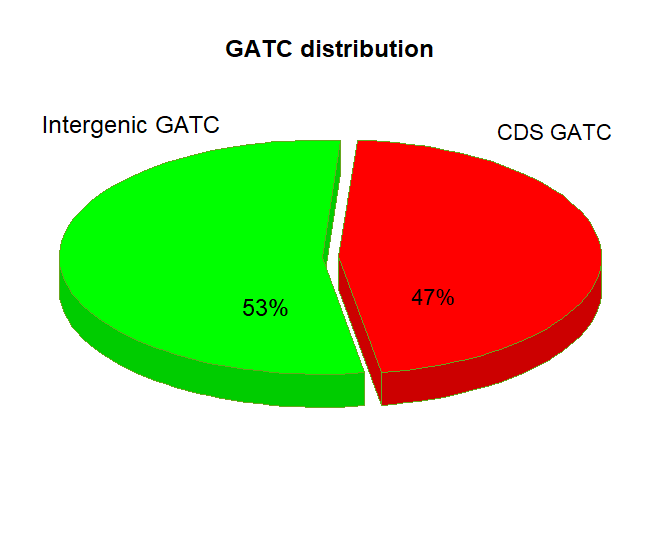 GATC distribution
Intergenic GATC
CDS GATC
53%
47%